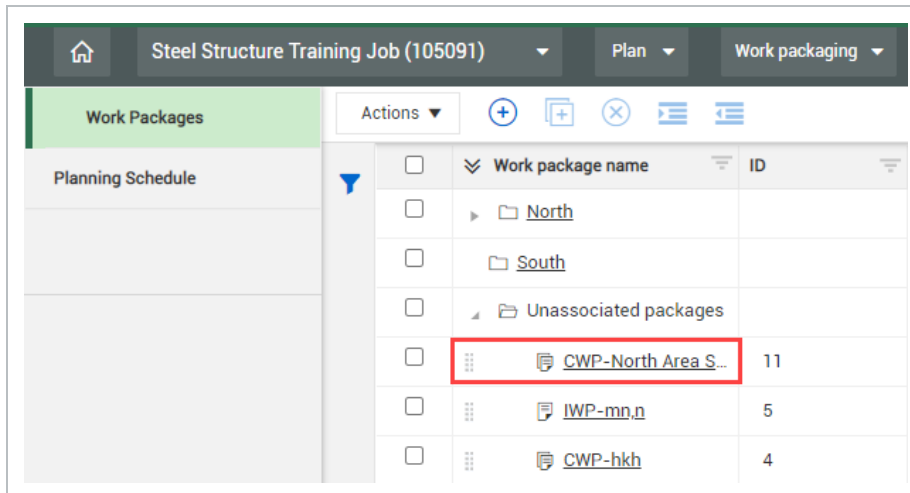 Steel Structure Training Job (105091) Plan Work packaging
Work Packages
Actions
Planning Schedule
Work package name ID
North
South
Unassociated packages
CWP-North Area S... 11
IWP-mn,n 5
CWP-hkh 4